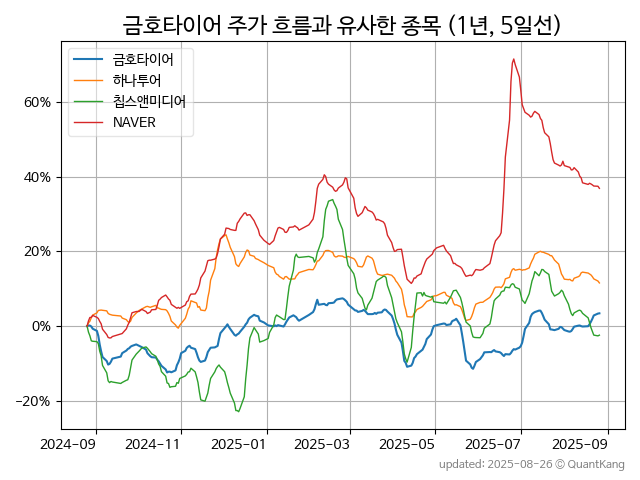 금호타이어 주가 흐름과 유사한 종목 (1년, 5일선)
금호타이어
하나투어
칩스앤미디어
NAVER
60%
40%
20%
0%
−20%
2024-09
2024-11
2025-01
2025-03
2025-05
2025-07
2025-09
updated: 2025-08-26 © QuantKang